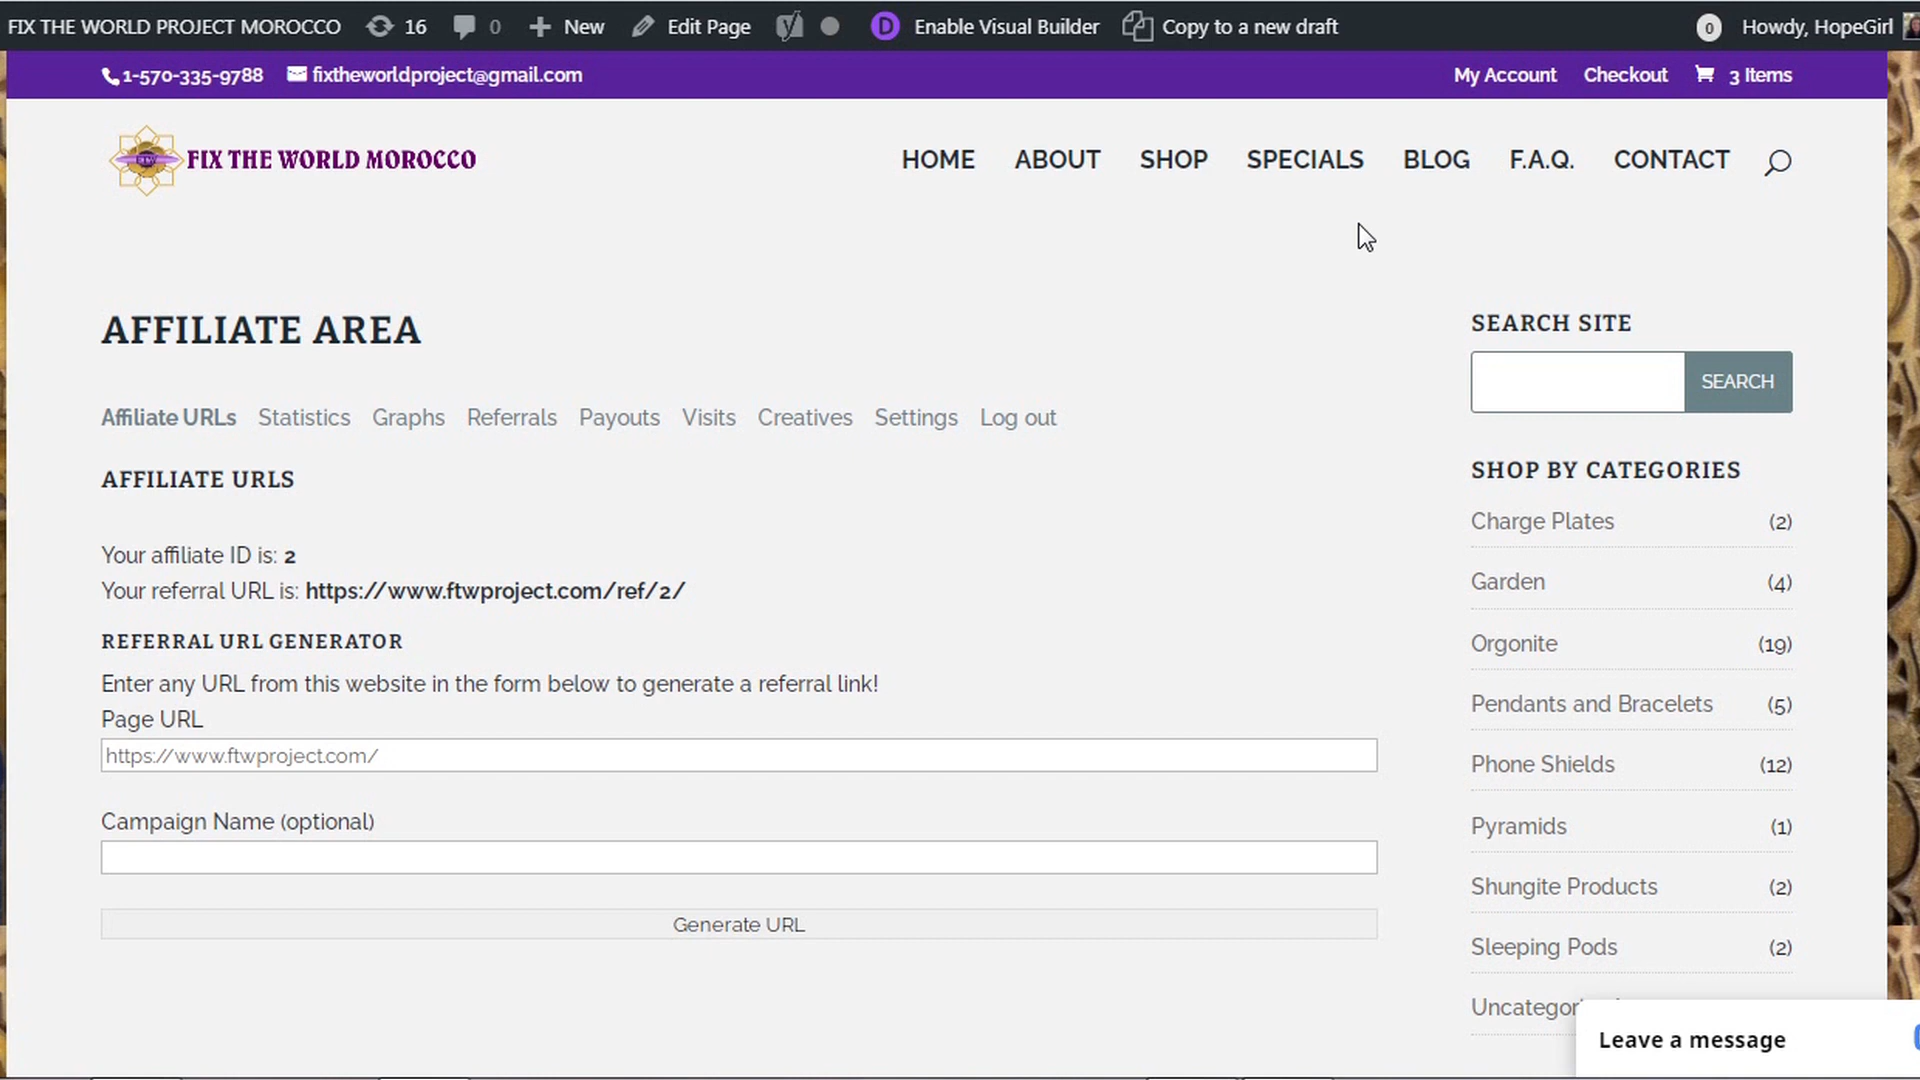 FIX THE WORLD PROJECT MOROCCO 16 0 New Edit Page Enable Visual Builder Copy to a new draft 0 Howdy, HopeGirl
1-570-335-9788 fixtheworldproject@gmail.com My Account Checkout 3 Items
FIX THE WORLD MOROCCO HOME ABOUT SHOP SPECIALS BLOG F.A.Q. CONTACT
AFFILIATE AREA
Affiliate URLs Statistics Graphs Referrals Payouts Visits Creatives Settings Log out
AFFILIATE URLS
Your affiliate ID is: 2
Your referral URL is: https://www.ftwproject.com/ref/2/
REFERRAL URL GENERATOR
Enter any URL from this website in the form below to generate a referral link!
Page URL
https://www.ftwproject.com/
Campaign Name (optional)
Generate URL
SEARCH SITE
SEARCH
SHOP BY CATEGORIES
Charge Plates (2)
Garden (4)
Orgonite (19)
Pendants and Bracelets (5)
Phone Shields (12)
Pyramids (1)
Shungite Products (2)
Sleeping Pods (2)
Leave a message